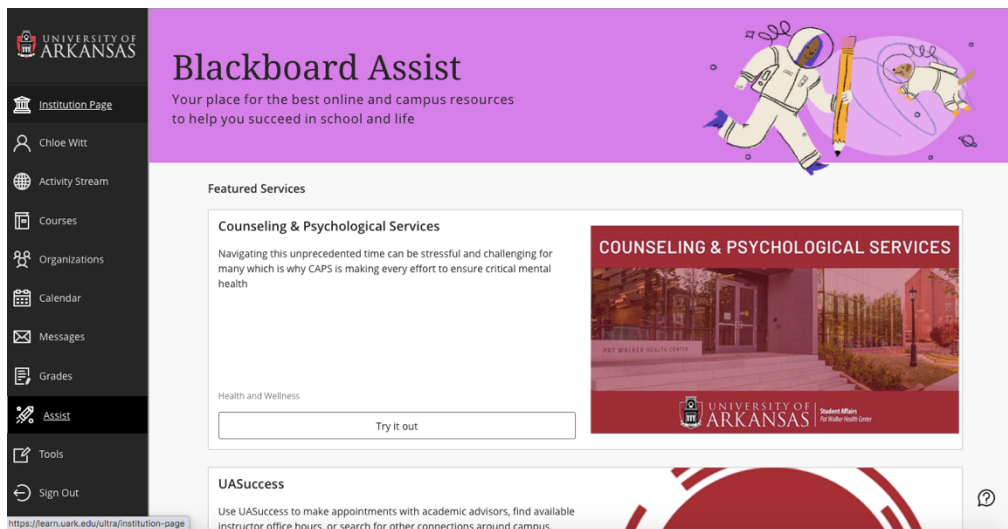 UNIVERSITY OF
ARKANSAS
Institution Page
Chloe Witt
Activity Stream
Courses
Organizations
Calendar
Messages
Grades
Assist
Tools
Sign Out
https://learn.uark.edu/ultra/institution-page
Blackboard Assist
Your place for the best online and campus resources
to help you succeed in school and life
Featured Services
Counseling & Psychological Services
Navigating this unprecedented time can be stressful and challenging for
many which is why CAPS is making every effort to ensure critical mental
health
Health and Wellness
Try it out
COUNSELING & PSYCHOLOGICAL SERVICES
PAT WALKER HEALTH CENTER
UNIVERSITY OF
ARKANSAS
Student Affairs
Pat Walker Health Center
UASuccess
Use UASuccess to make appointments with academic advisors, find available
instructor office hours, or search for other connections around campus.